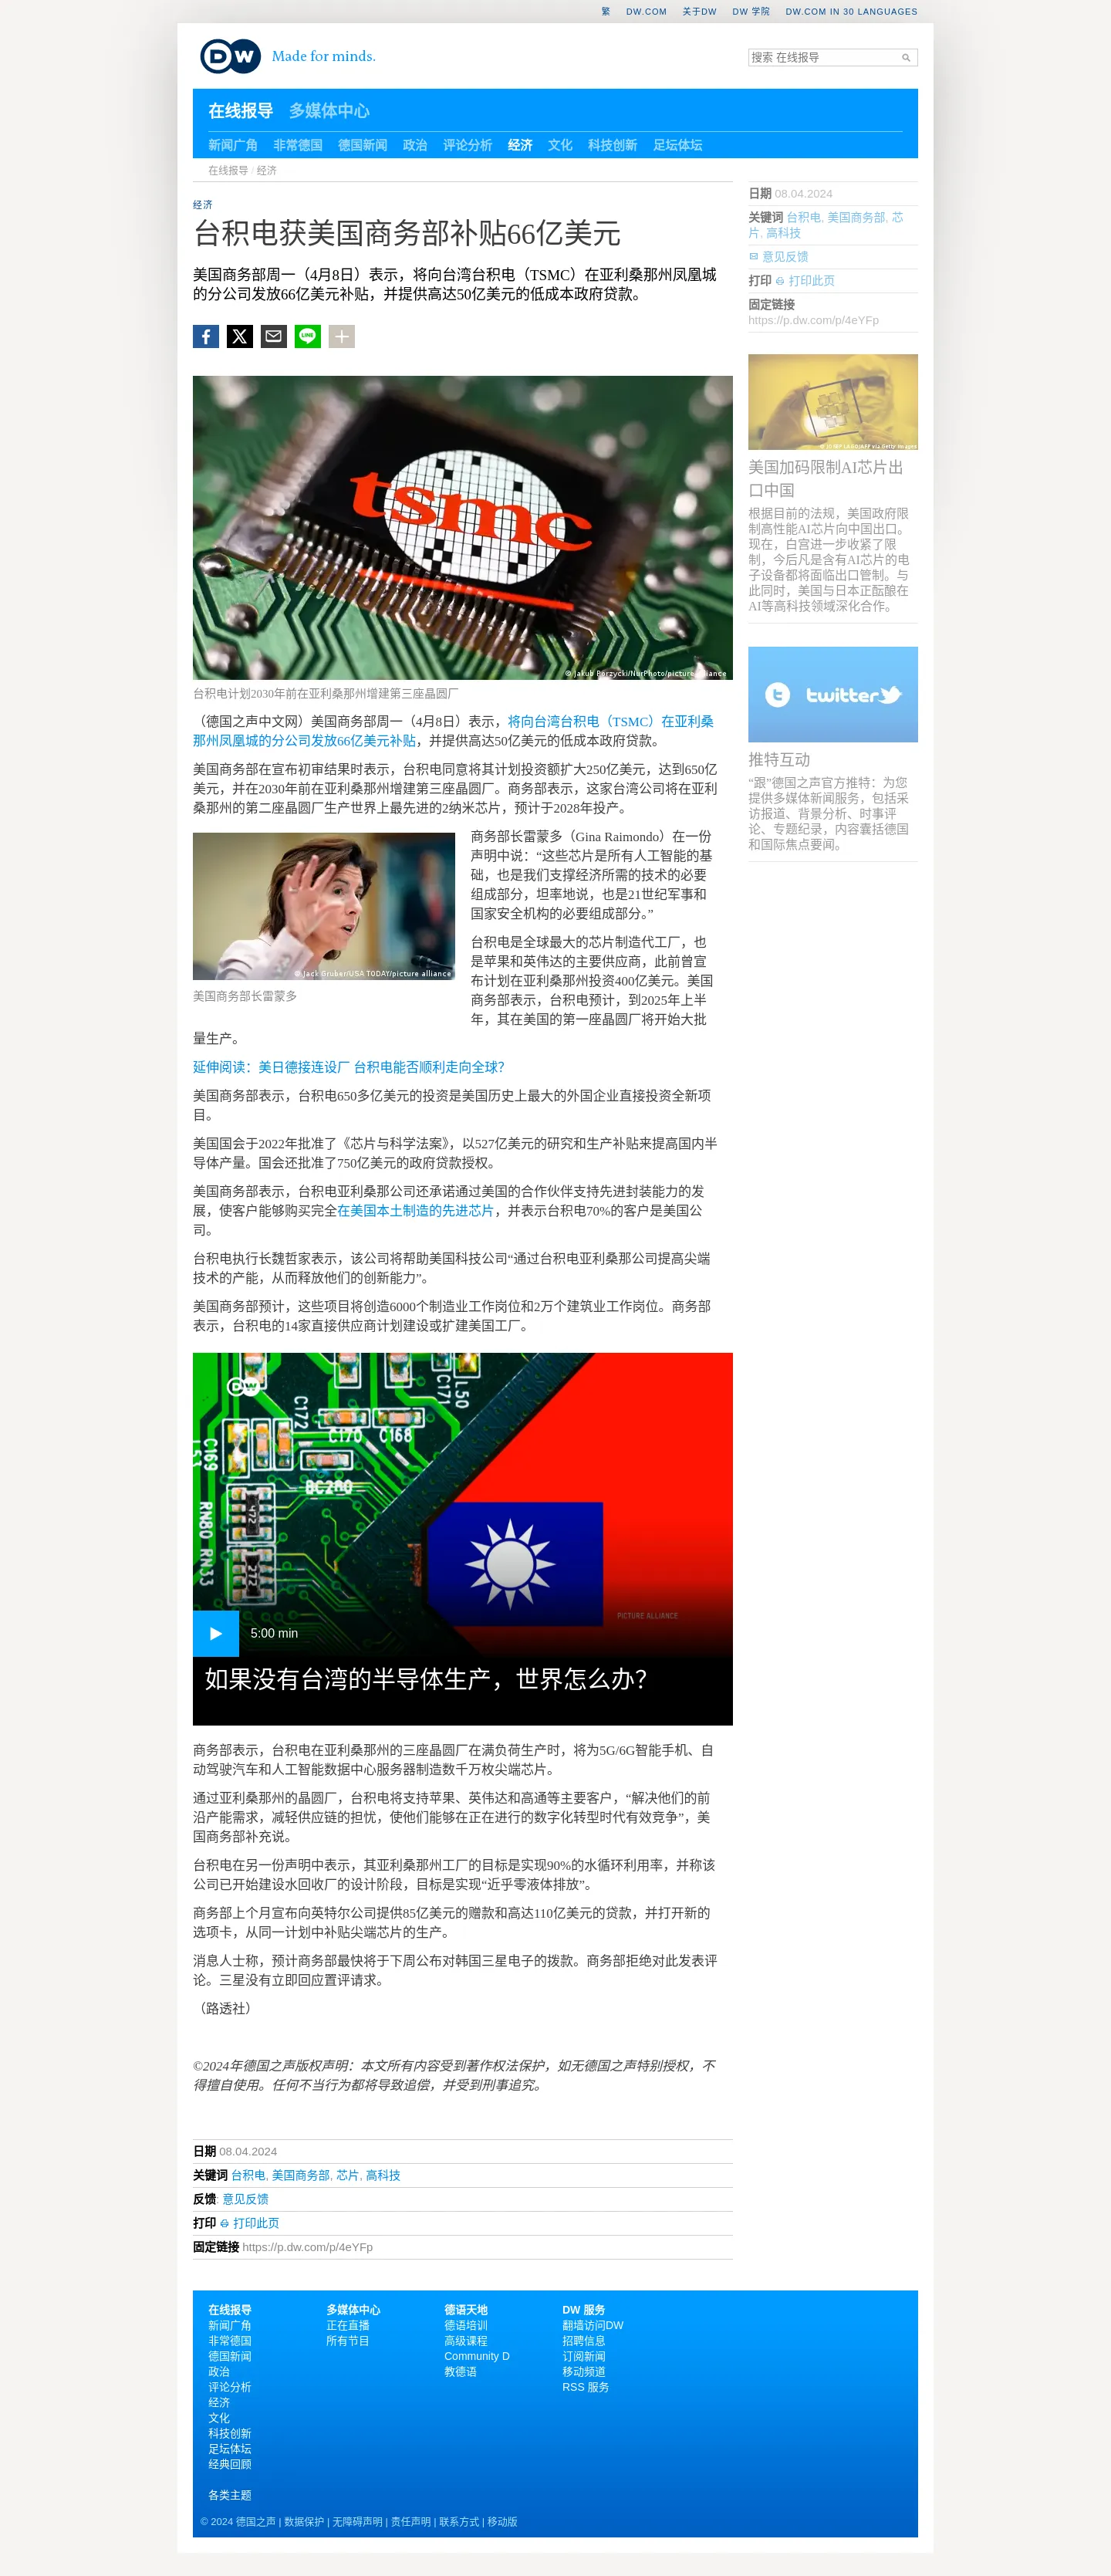 繁 DW.COM 关于DW DW 学院 DW.COM IN 30 LANGUAGES
DW Made for minds.
搜索 在线报导
在线报导 多媒体中心
新闻广角 非常德国 德国新闻 政治 评论分析 经济 文化 科技创新 足坛体坛
在线报导 / 经济
经济
台积电获美国商务部补贴66亿美元
美国商务部周一（4月8日）表示，将向台湾台积电（TSMC）在亚利桑那州凤凰城
的分公司发放66亿美元补贴，并提供高达50亿美元的低成本政府贷款。
LINE
tsmc
© Jakub Porzycki/NurPhoto/picture alliance
台积电计划2030年前在亚利桑那州增建第三座晶圆厂
（德国之声中文网）美国商务部周一（4月8日）表示，将向台湾台积电（TSMC）在亚利桑
那州凤凰城的分公司发放66亿美元补贴，并提供高达50亿美元的低成本政府贷款。
美国商务部在宣布初审结果时表示，台积电同意将其计划投资额扩大250亿美元，达到650亿
美元，并在2030年前在亚利桑那州增建第三座晶圆厂。商务部表示，这家台湾公司将在亚利
桑那州的第二座晶圆厂生产世界上最先进的2纳米芯片，预计于2028年投产。
© Jack Gruber/USA TODAY/picture alliance
美国商务部长雷蒙多
商务部长雷蒙多（Gina Raimondo）在一份
声明中说：“这些芯片是所有人工智能的基
础，也是我们支撑经济所需的技术的必要
组成部分，坦率地说，也是21世纪军事和
国家安全机构的必要组成部分。”
台积电是全球最大的芯片制造代工厂，也
是苹果和英伟达的主要供应商，此前曾宣
布计划在亚利桑那州投资400亿美元。美国
商务部表示，台积电预计，到2025年上半
年，其在美国的第一座晶圆厂将开始大批
量生产。
延伸阅读：美日德接连设厂 台积电能否顺利走向全球？
美国商务部表示，台积电650多亿美元的投资是美国历史上最大的外国企业直接投资全新项
目。
美国国会于2022年批准了《芯片与科学法案》，以527亿美元的研究和生产补贴来提高国内半
导体产量。国会还批准了750亿美元的政府贷款授权。
美国商务部表示，台积电亚利桑那公司还承诺通过美国的合作伙伴支持先进封装能力的发
展，使客户能够购买完全在美国本土制造的先进芯片，并表示台积电70%的客户是美国公
司。
台积电执行长魏哲家表示，该公司将帮助美国科技公司“通过台积电亚利桑那公司提高尖端
技术的产能，从而释放他们的创新能力”。
美国商务部预计，这些项目将创造6000个制造业工作岗位和2万个建筑业工作岗位。商务部
表示，台积电的14家直接供应商计划建设或扩建美国工厂。
DW
C172 C171 L50
C170 C168
C169
RN80 RN33
PICTURE ALLIANCE
5:00 min
如果没有台湾的半导体生产，世界怎么办？
商务部表示，台积电在亚利桑那州的三座晶圆厂在满负荷生产时，将为5G/6G智能手机、自
动驾驶汽车和人工智能数据中心服务器制造数千万枚尖端芯片。
通过亚利桑那州的晶圆厂，台积电将支持苹果、英伟达和高通等主要客户，“解决他们的前
沿产能需求，减轻供应链的担忧，使他们能够在正在进行的数字化转型时代有效竞争”，美
国商务部补充说。
台积电在另一份声明中表示，其亚利桑那州工厂的目标是实现90%的水循环利用率，并称该
公司已开始建设水回收厂的设计阶段，目标是实现“近乎零液体排放”。
商务部上个月宣布向英特尔公司提供85亿美元的赠款和高达110亿美元的贷款，并打开新的
选项卡，从同一计划中补贴尖端芯片的生产。
消息人士称，预计商务部最快将于下周公布对韩国三星电子的拨款。商务部拒绝对此发表评
论。三星没有立即回应置评请求。
（路透社）
©2024年德国之声版权声明：本文所有内容受到著作权法保护，如无德国之声特别授权，不
得擅自使用。任何不当行为都将导致追偿，并受到刑事追究。
日期 08.04.2024
关键词 台积电, 美国商务部, 芯片, 高科技
反馈: 意见反馈
打印 打印此页
固定链接 https://p.dw.com/p/4eYFp
日期 08.04.2024
关键词 台积电, 美国商务部, 芯
片, 高科技
意见反馈
打印 打印此页
固定链接
https://p.dw.com/p/4eYFp
美国加码限制AI芯片出
口中国
根据目前的法规，美国政府限
制高性能AI芯片向中国出口。
现在，白宫进一步收紧了限
制，今后凡是含有AI芯片的电
子设备都将面临出口管制。与
此同时，美国与日本正酝酿在
AI等高科技领域深化合作。
twitter
推特互动
“跟”德国之声官方推特：为您
提供多媒体新闻服务，包括采
访报道、背景分析、时事评
论、专题纪录，内容囊括德国
和国际焦点要闻。
在线报导
新闻广角
非常德国
德国新闻
政治
评论分析
经济
文化
科技创新
足坛体坛
经典回顾
各类主题
多媒体中心
正在直播
所有节目
德语天地
德语培训
高级课程
Community D
教德语
DW 服务
翻墙访问DW
招聘信息
订阅新闻
移动频道
RSS 服务
© 2024 德国之声 | 数据保护 | 无障碍声明 | 责任声明 | 联系方式 | 移动版